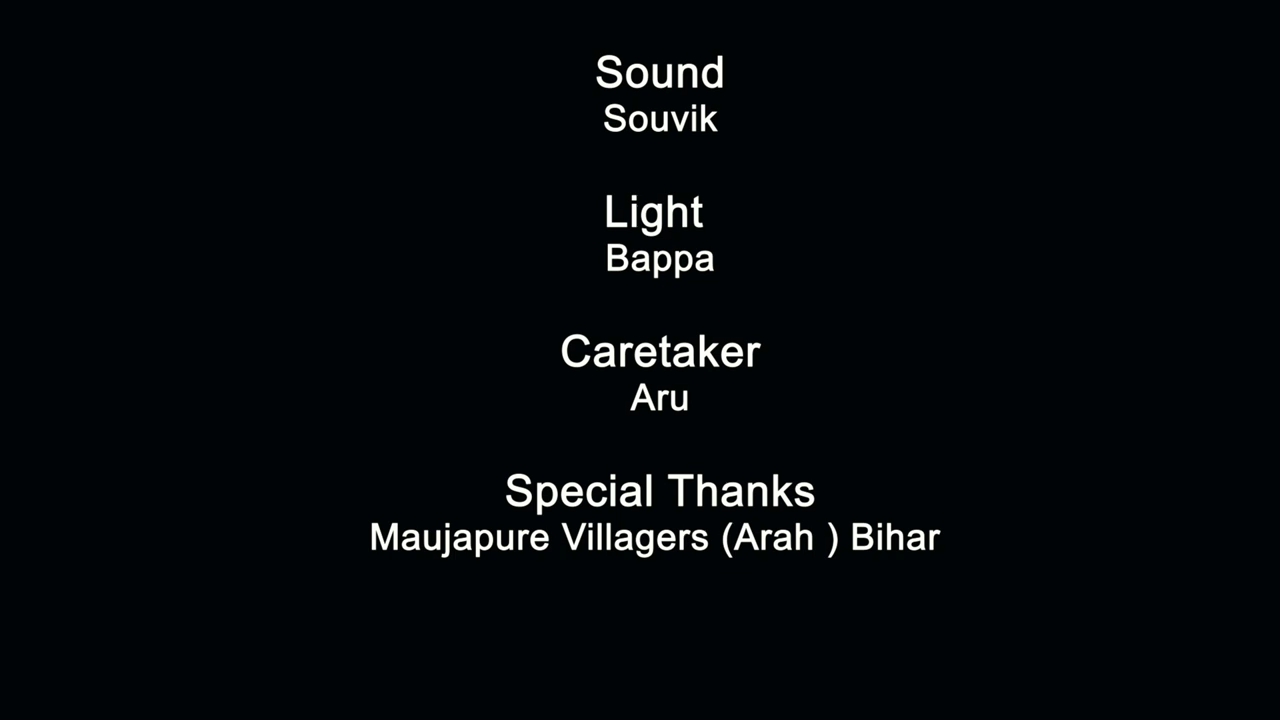 Sound
Souvik
Light
Bappa
Caretaker
Aru
Special Thanks
Maujapure Villagers (Arah ) Bihar